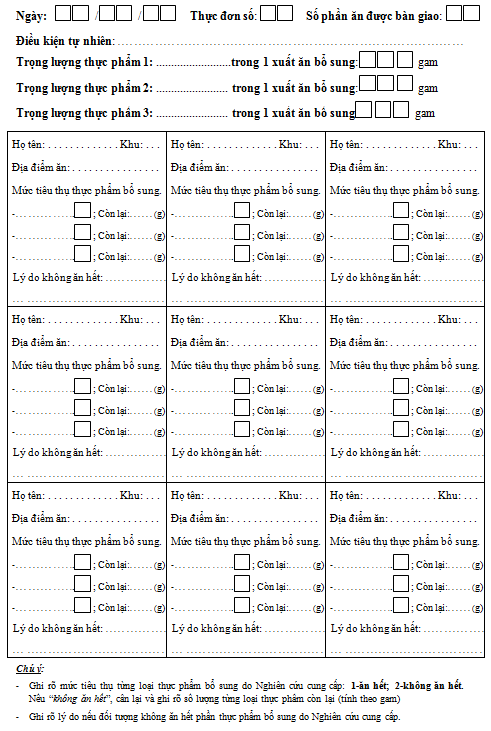 Ngày: □□ /□□ /□□ Thực đơn số: □□ Số phần ăn được bàn giao: □□
Điều kiện tự nhiên: ........................................................................
Trọng lượng thực phẩm 1: .........................trong 1 xuất ăn bổ sung:□□□ gam
Trọng lượng thực phẩm 2: ........................ trong 1 xuất ăn bổ sung:□□□ gam
Trọng lượng thực phẩm 3: ........................ trong 1 xuất ăn bổ sung□□□ gam
Họ tên: . . . . . . . . . . . . Khu: . . . Họ tên: . . . . . . . . . . . . Khu: . . . Họ tên: . . . . . . . . . . . . Khu: . . .
Địa điểm ăn: . . . . . . . . . . . . . . . Địa điểm ăn: . . . . . . . . . . . . . . . Địa điểm ăn: . . . . . . . . . . . . . . .
Mức tiêu thụ thực phẩm bổ sung. Mức tiêu thụ thực phẩm bổ sung. Mức tiêu thụ thực phẩm bổ sung.
-....................□ ; Còn lại:.......(g) -....................□ ; Còn lại:.......(g) -....................□ ; Còn lại:.......(g)
-....................□ ; Còn lại:.......(g) -....................□ ; Còn lại:.......(g) -....................□ ; Còn lại:.......(g)
-....................□ ; Còn lại:.......(g) -....................□ ; Còn lại:.......(g) -....................□ ; Còn lại:.......(g)
Lý do không ăn hết: ................ Lý do không ăn hết: ................ Lý do không ăn hết: ................
Họ tên: . . . . . . . . . . . . Khu: . . . Họ tên: . . . . . . . . . . . . Khu: . . . Họ tên: . . . . . . . . . . . . Khu: . . .
Địa điểm ăn: . . . . . . . . . . . . . . . Địa điểm ăn: . . . . . . . . . . . . . . . Địa điểm ăn: . . . . . . . . . . . . . . .
Mức tiêu thụ thực phẩm bổ sung. Mức tiêu thụ thực phẩm bổ sung. Mức tiêu thụ thực phẩm bổ sung.
-....................□ ; Còn lại:.......(g) -....................□ ; Còn lại:.......(g) -....................□ ; Còn lại:.......(g)
-....................□ ; Còn lại:.......(g) -....................□ ; Còn lại:.......(g) -....................□ ; Còn lại:.......(g)
-....................□ ; Còn lại:.......(g) -....................□ ; Còn lại:.......(g) -....................□ ; Còn lại:.......(g)
Lý do không ăn hết: ................ Lý do không ăn hết: ................ Lý do không ăn hết: ................
Họ tên: . . . . . . . . . . . . Khu: . . . Họ tên: . . . . . . . . . . . . Khu: . . . Họ tên: . . . . . . . . . . . . Khu: . . .
Địa điểm ăn: . . . . . . . . . . . . . . . Địa điểm ăn: . . . . . . . . . . . . . . . Địa điểm ăn: . . . . . . . . . . . . . . .
Mức tiêu thụ thực phẩm bổ sung. Mức tiêu thụ thực phẩm bổ sung. Mức tiêu thụ thực phẩm bổ sung.
-....................□ ; Còn lại:.......(g) -....................□ ; Còn lại:.......(g) -....................□ ; Còn lại:.......(g)
-....................□ ; Còn lại:.......(g) -....................□ ; Còn lại:.......(g) -....................□ ; Còn lại:.......(g)
-....................□ ; Còn lại:.......(g) -....................□ ; Còn lại:.......(g) -....................□ ; Còn lại:.......(g)
Lý do không ăn hết: ................ Lý do không ăn hết: ................ Lý do không ăn hết: ................
Chú ý:
- Ghi rõ mức tiêu thụ từng loại thực phẩm bổ sung do Nghiên cứu cung cấp: 1-ăn hết; 2-không ăn hết.
Nếu “không ăn hết”, cân lại và ghi rõ số lượng từng loại thực phẩm còn lại (tính theo gam)
- Ghi rõ lý do nếu đối tượng không ăn hết phần thực phẩm bổ sung do Nghiên cứu cung cấp.